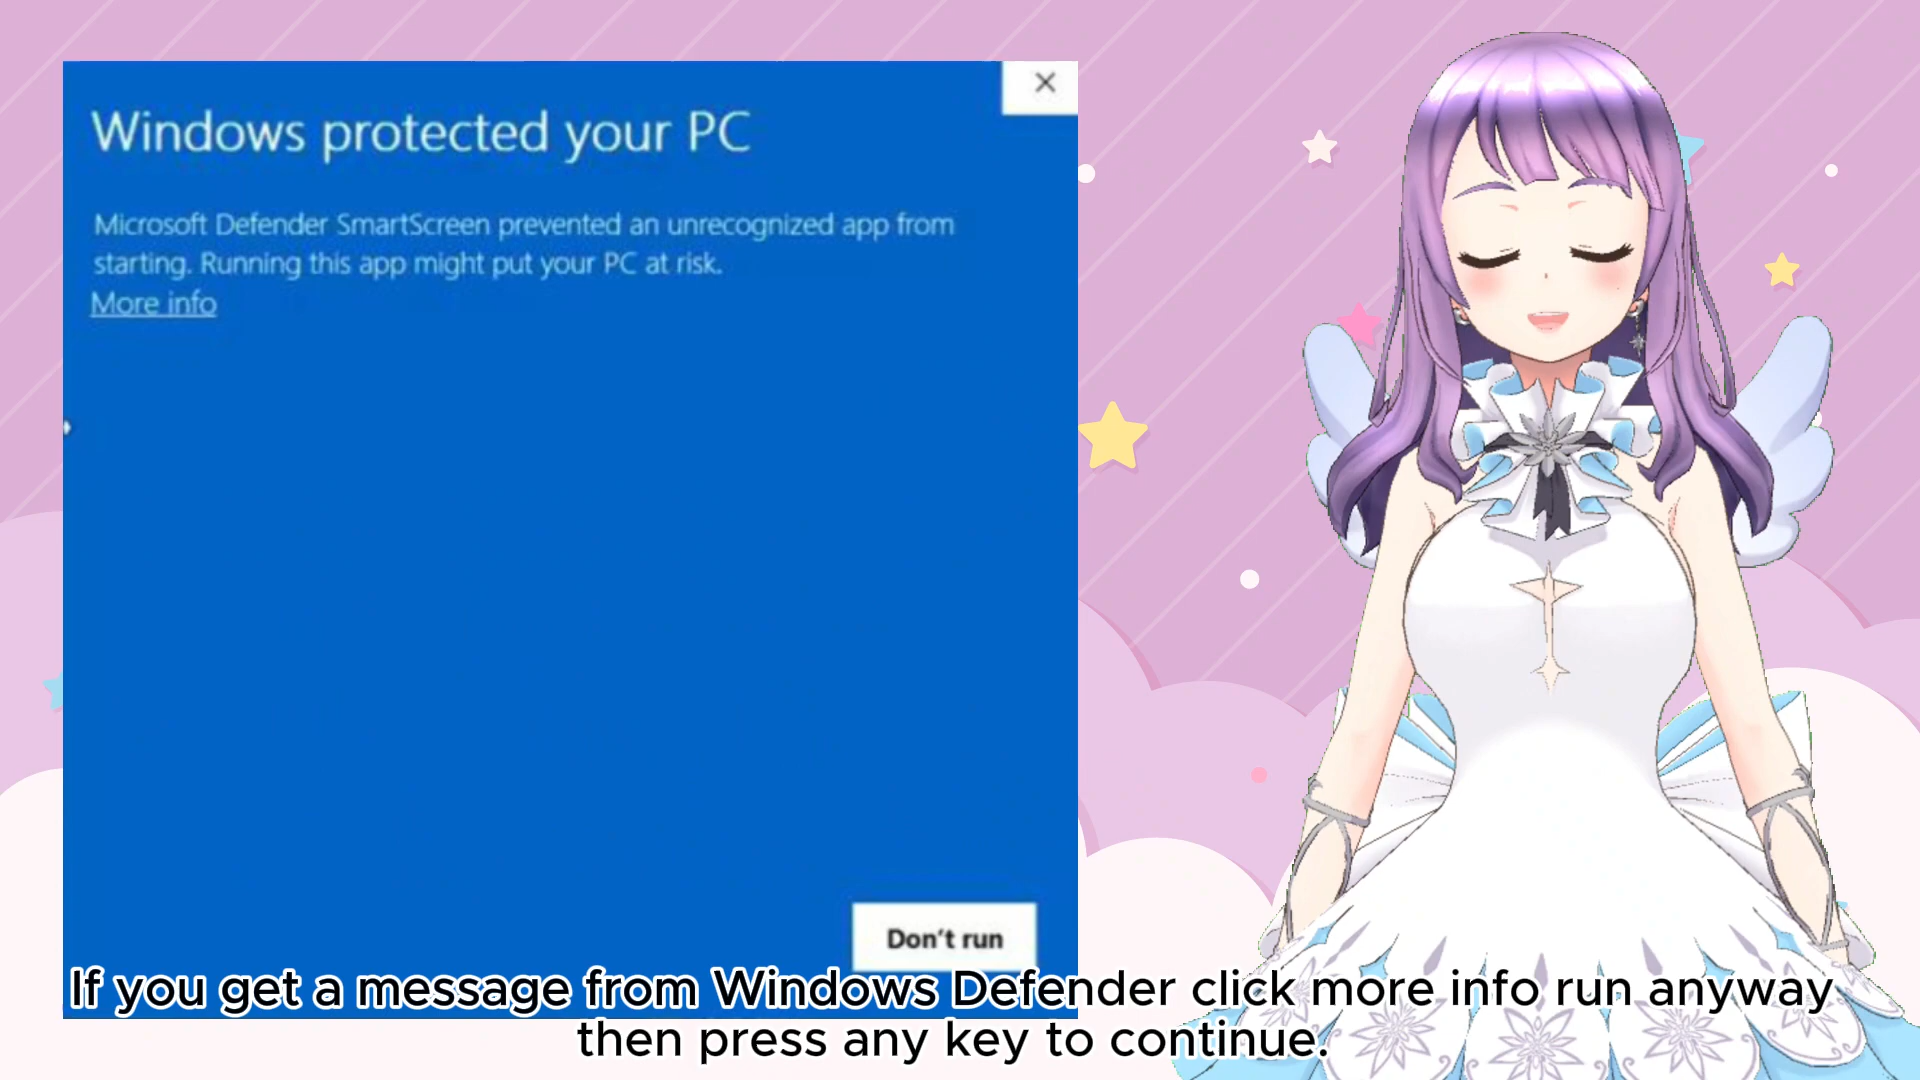 Windows protected your PC
Microsoft Defender SmartScreen prevented an unrecognized app from
starting. Running this app might put your PC at risk.
More info
Don't run
If you get a message from Windows Defender click more info run anyway
then press any key to continue.